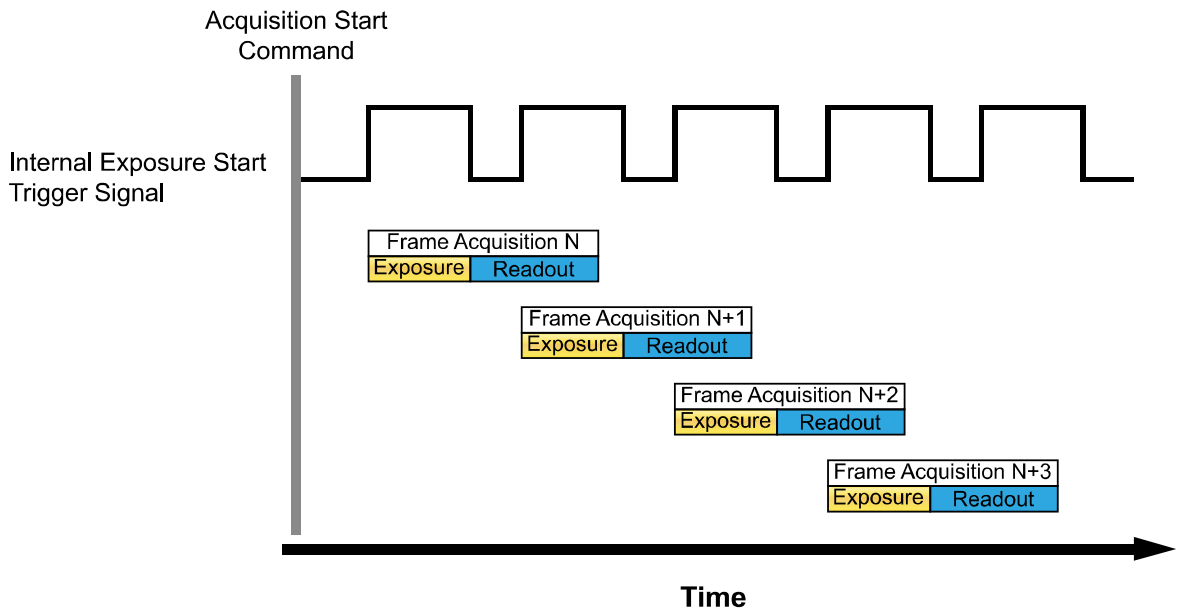 Acquisition Start
Command
Internal Exposure Start
Trigger Signal
Frame Acquisition N
Exposure Readout
Frame Acquisition N+1
Exposure Readout
Frame Acquisition N+2
Exposure Readout
Frame Acquisition N+3
Exposure Readout
Time